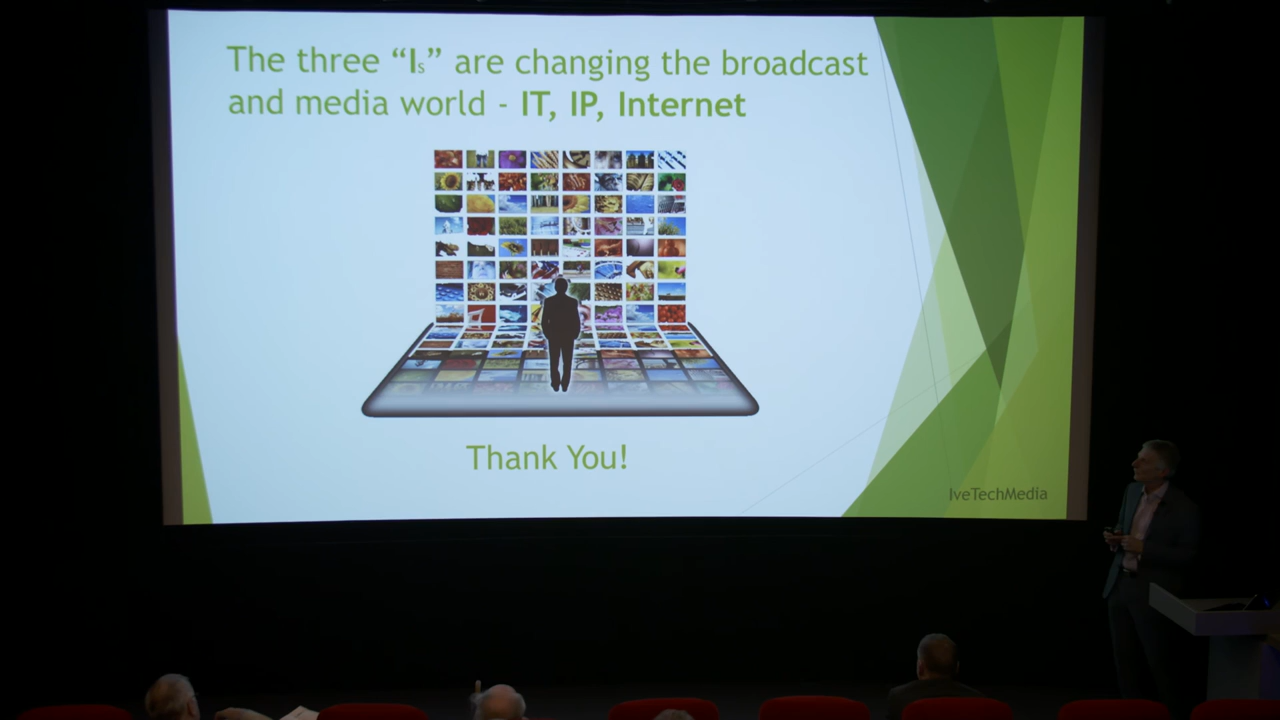 The three “Is” are changing the broadcast
and media world - IT, IP, Internet
Thank You!
IveTechMedia